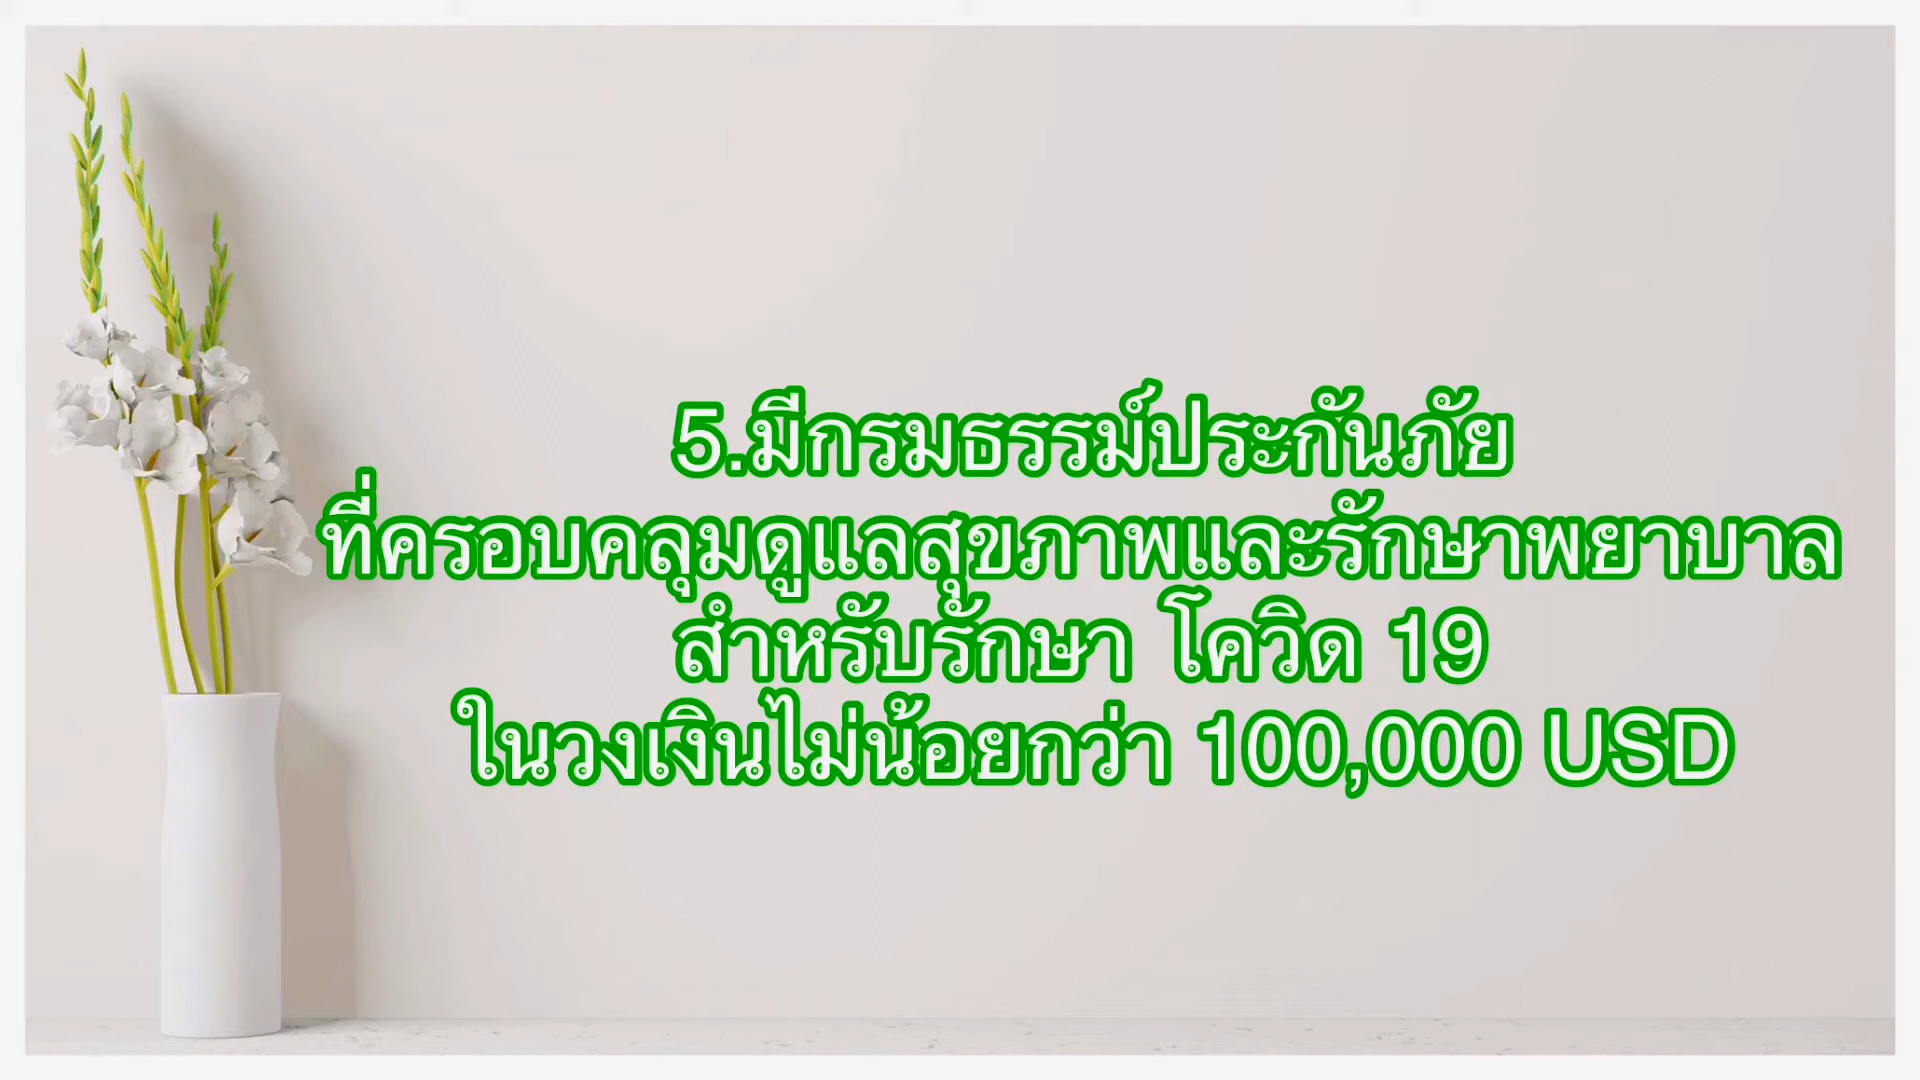 5.มีกรมธรรม์ประกันภัย
ที่ครอบคลุมดูแลสุขภาพและรักษาพยาบาล
สำหรับรักษา โควิด 19
ในวงเงินไม่น้อยกว่า 100,000 USD